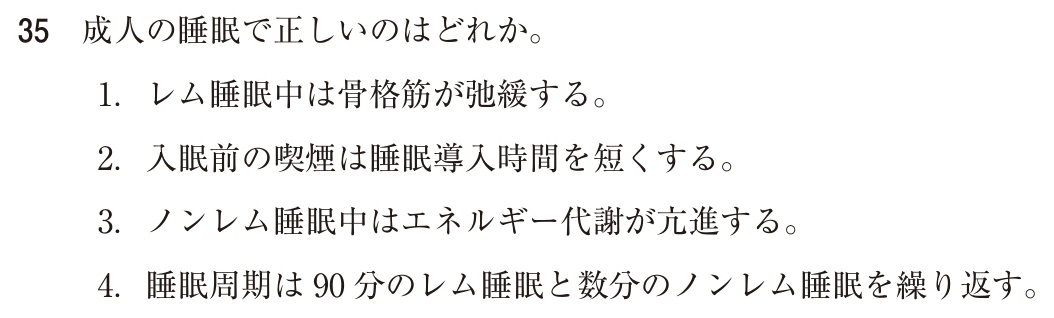 35 成人の睡眠で正しいのはどれか。
1. レム睡眠中は骨格筋が弛緩する。
2. 入眠前の喫煙は睡眠導入時間を短くする。
3. ノンレム睡眠中はエネルギー代謝が亢進する。
4. 睡眠周期は 90 分のレム睡眠と数分のノンレム睡眠を繰り返す。